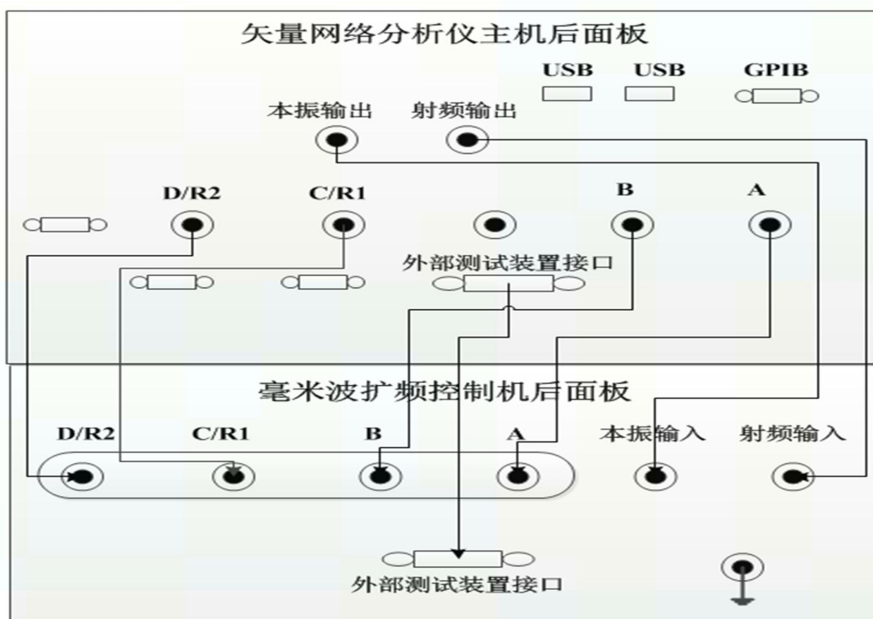 矢量网络分析仪主机后面板
USB USB GPIB
本振输出 射频输出
D/R2 C/R1 B A
外部测试装置接口
毫米波扩频控制机后面板
D/R2 C/R1 B A 本振输入 射频输入
外部测试装置接口